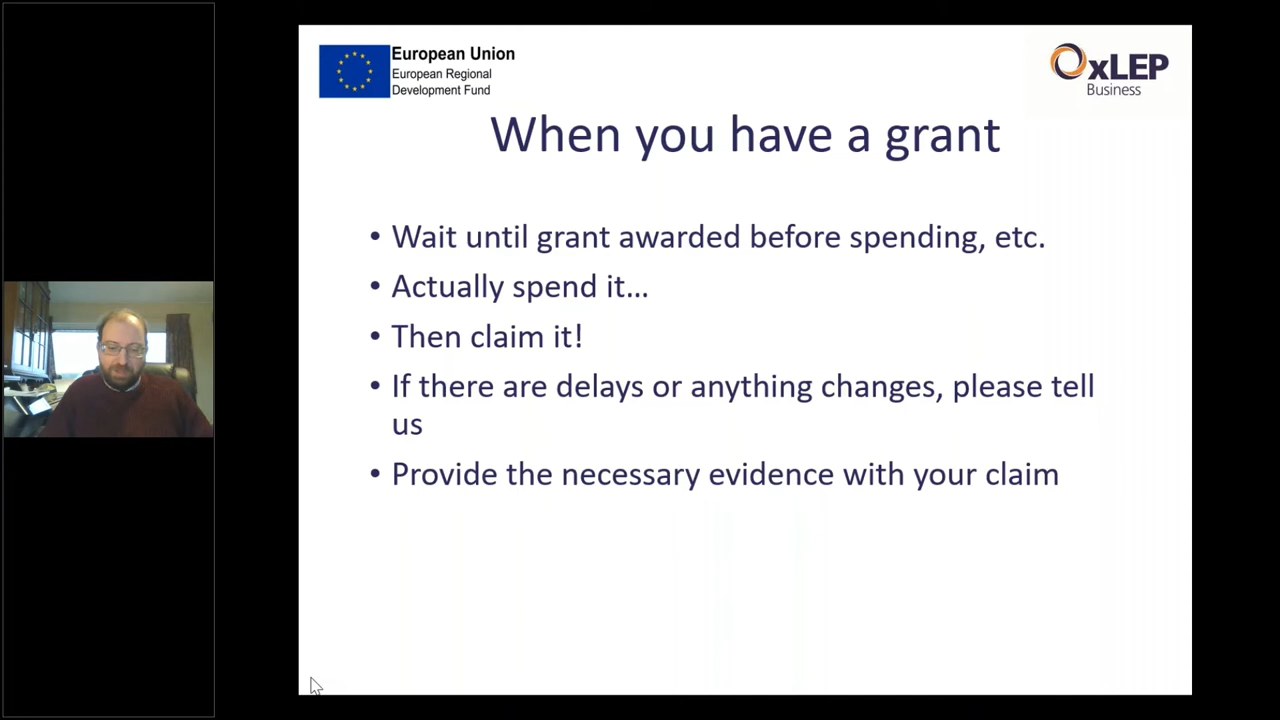 European Union
European Regional
Development Fund
OxLEP
Business
When you have a grant
• Wait until grant awarded before spending, etc.
• Actually spend it…
• Then claim it!
• If there are delays or anything changes, please tell
us
• Provide the necessary evidence with your claim